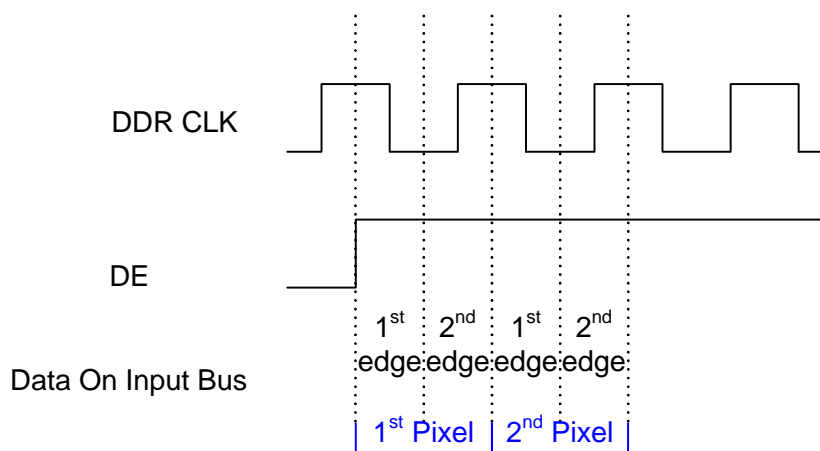 DDR CLK
DE
1st 2nd 1st 2nd
edge edge edge edge
Data On Input Bus
1st Pixel 2nd Pixel